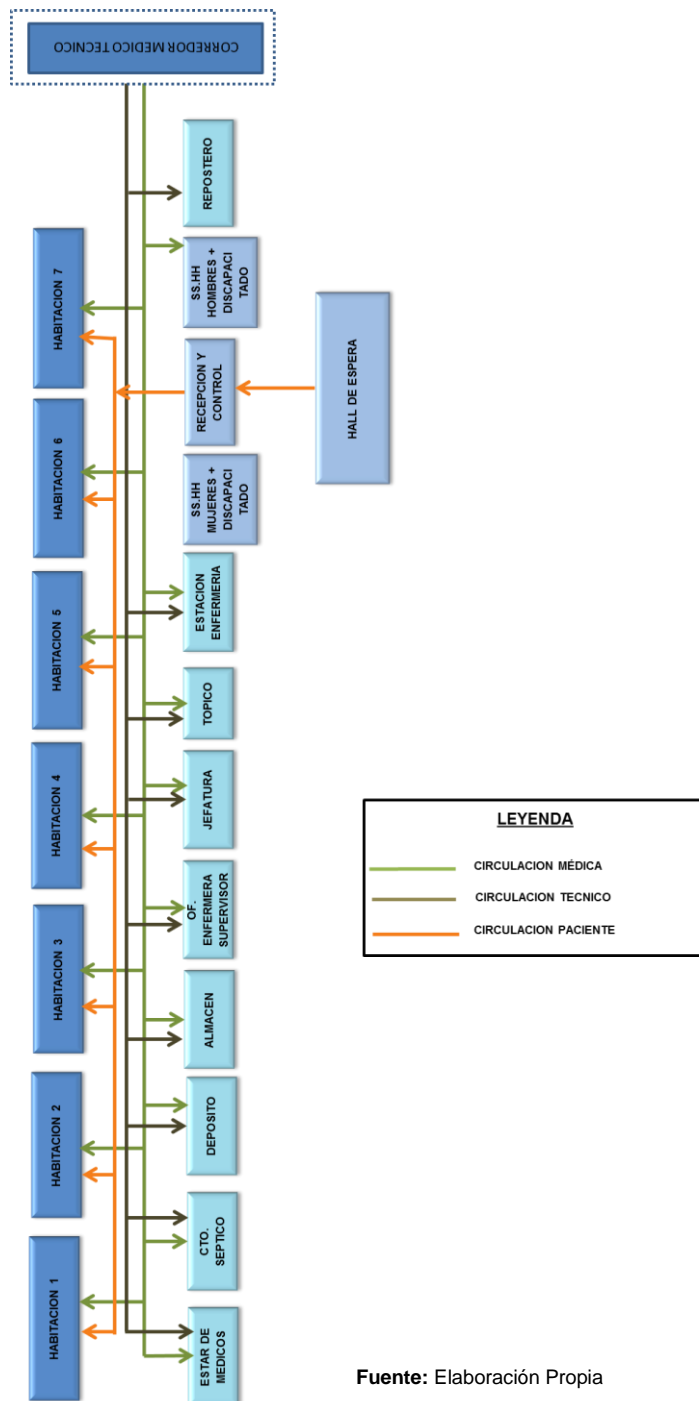 CORREDOR MEDICO TECNICO
REPOSTERO
SS.HH
HOMBRES +
DISCAPACI
TADO
HABITACION 7
RECEPCION Y
CONTROL
HALL DE ESPERA
HABITACION 6
SS.HH
MUJERES +
DISCAPACI
TADO
ESTACION
ENFERMERIA
HABITACION 5
TOPICO
HABITACION 4
JEFATURA
OF.
ENFERMERA
SUPERVISOR
HABITACION 3
ALMACEN
HABITACION 2
DEPOSITO
CTO.
SEPTICO
HABITACION 1
ESTAR DE
MEDICOS
LEYENDA
CIRCULACION MÉDICA
CIRCULACION TECNICO
CIRCULACION PACIENTE
Fuente: Elaboración Propia